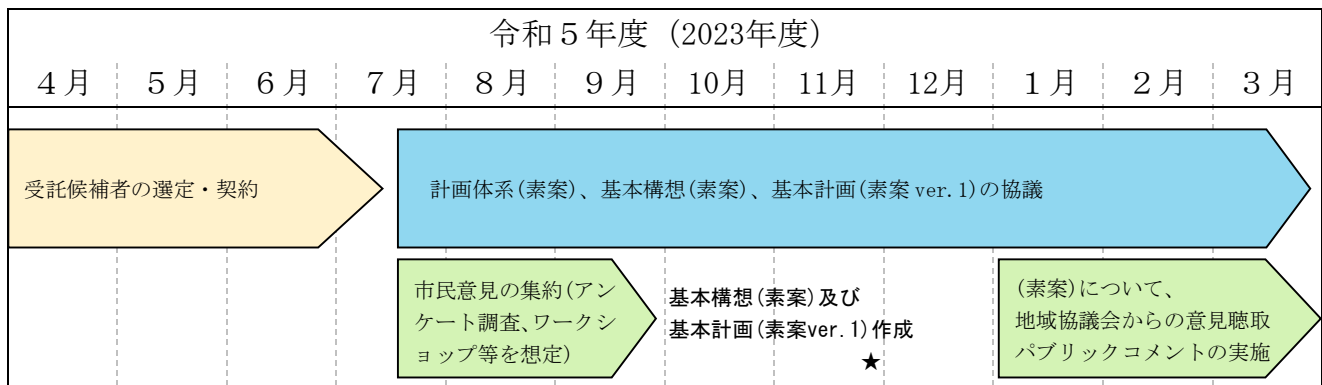 令和５年度（2023年度）
４月 ５月 ６月 ７月 ８月 ９月 10月 11月 12月 １月 ２月 ３月
受託候補者の選定・契約
計画体系(素案)、基本構想(素案)、基本計画(素案 ver.1)の協議
市民意見の集約(アン
ケート調査、ワークシ
ョップ等を想定)
基本構想(素案)及び
基本計画(素案ver.1)作成
★
(素案)について、
地域協議会からの意見聴取
パブリックコメントの実施